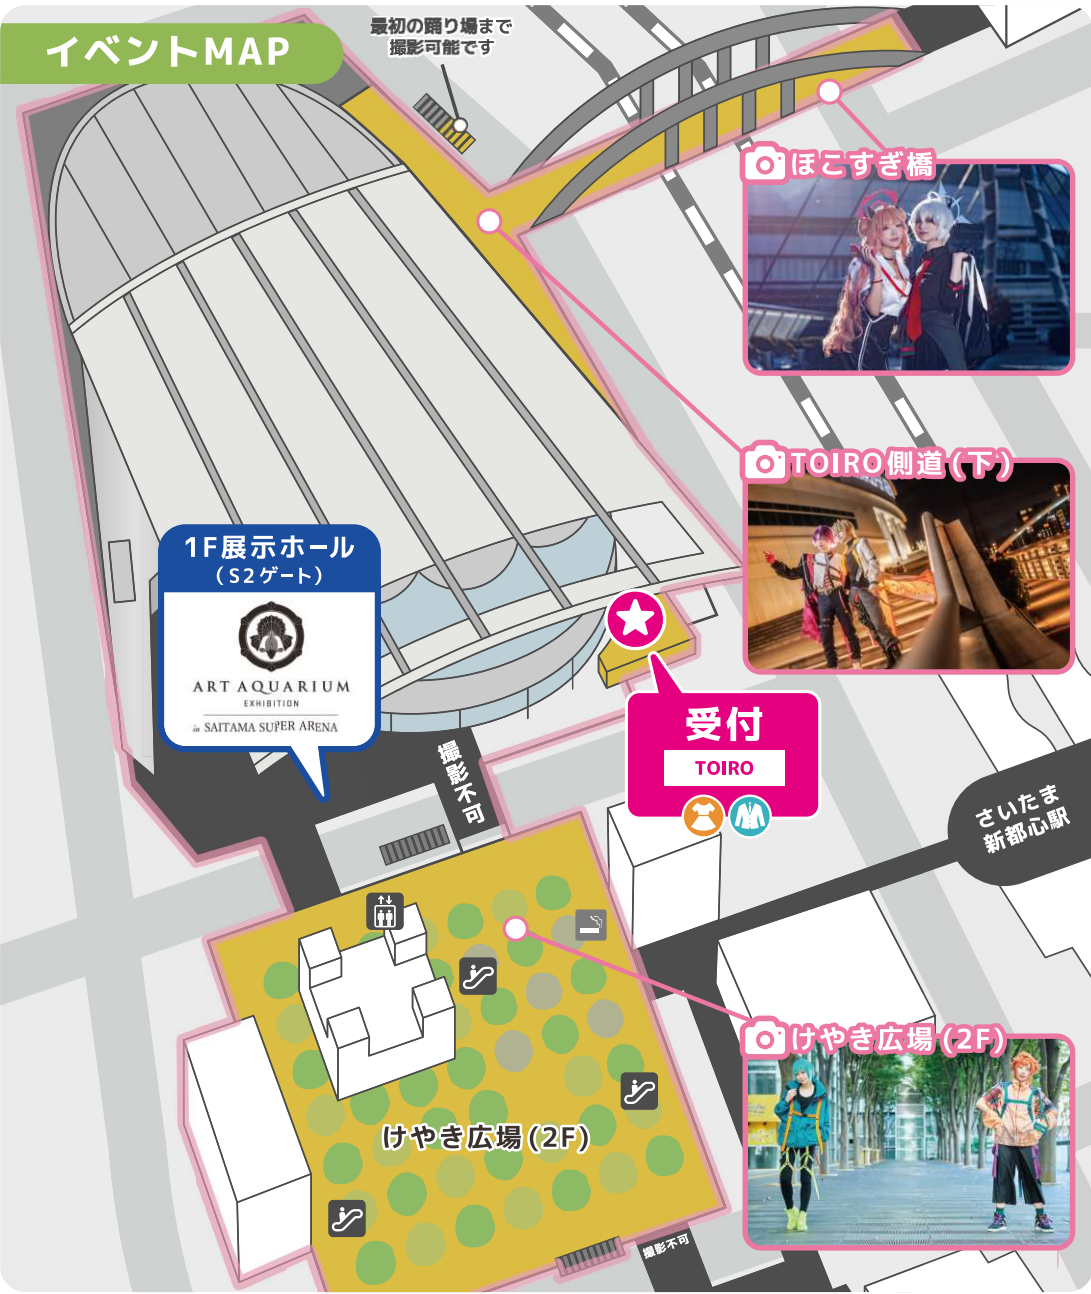 イベントMAP
最初の踊り場まで
撮影可能です
ほこすぎ橋
TOIRO側道(下)
1F展示ホール
(S2ゲート)
ART AQUARIUM
EXHIBITION
in SAITAMA SUPER ARENA
撮影不可
受付
TOIRO
さいたま
新都心駅
けやき広場(2F)
けやき広場(2F)
撮影不可